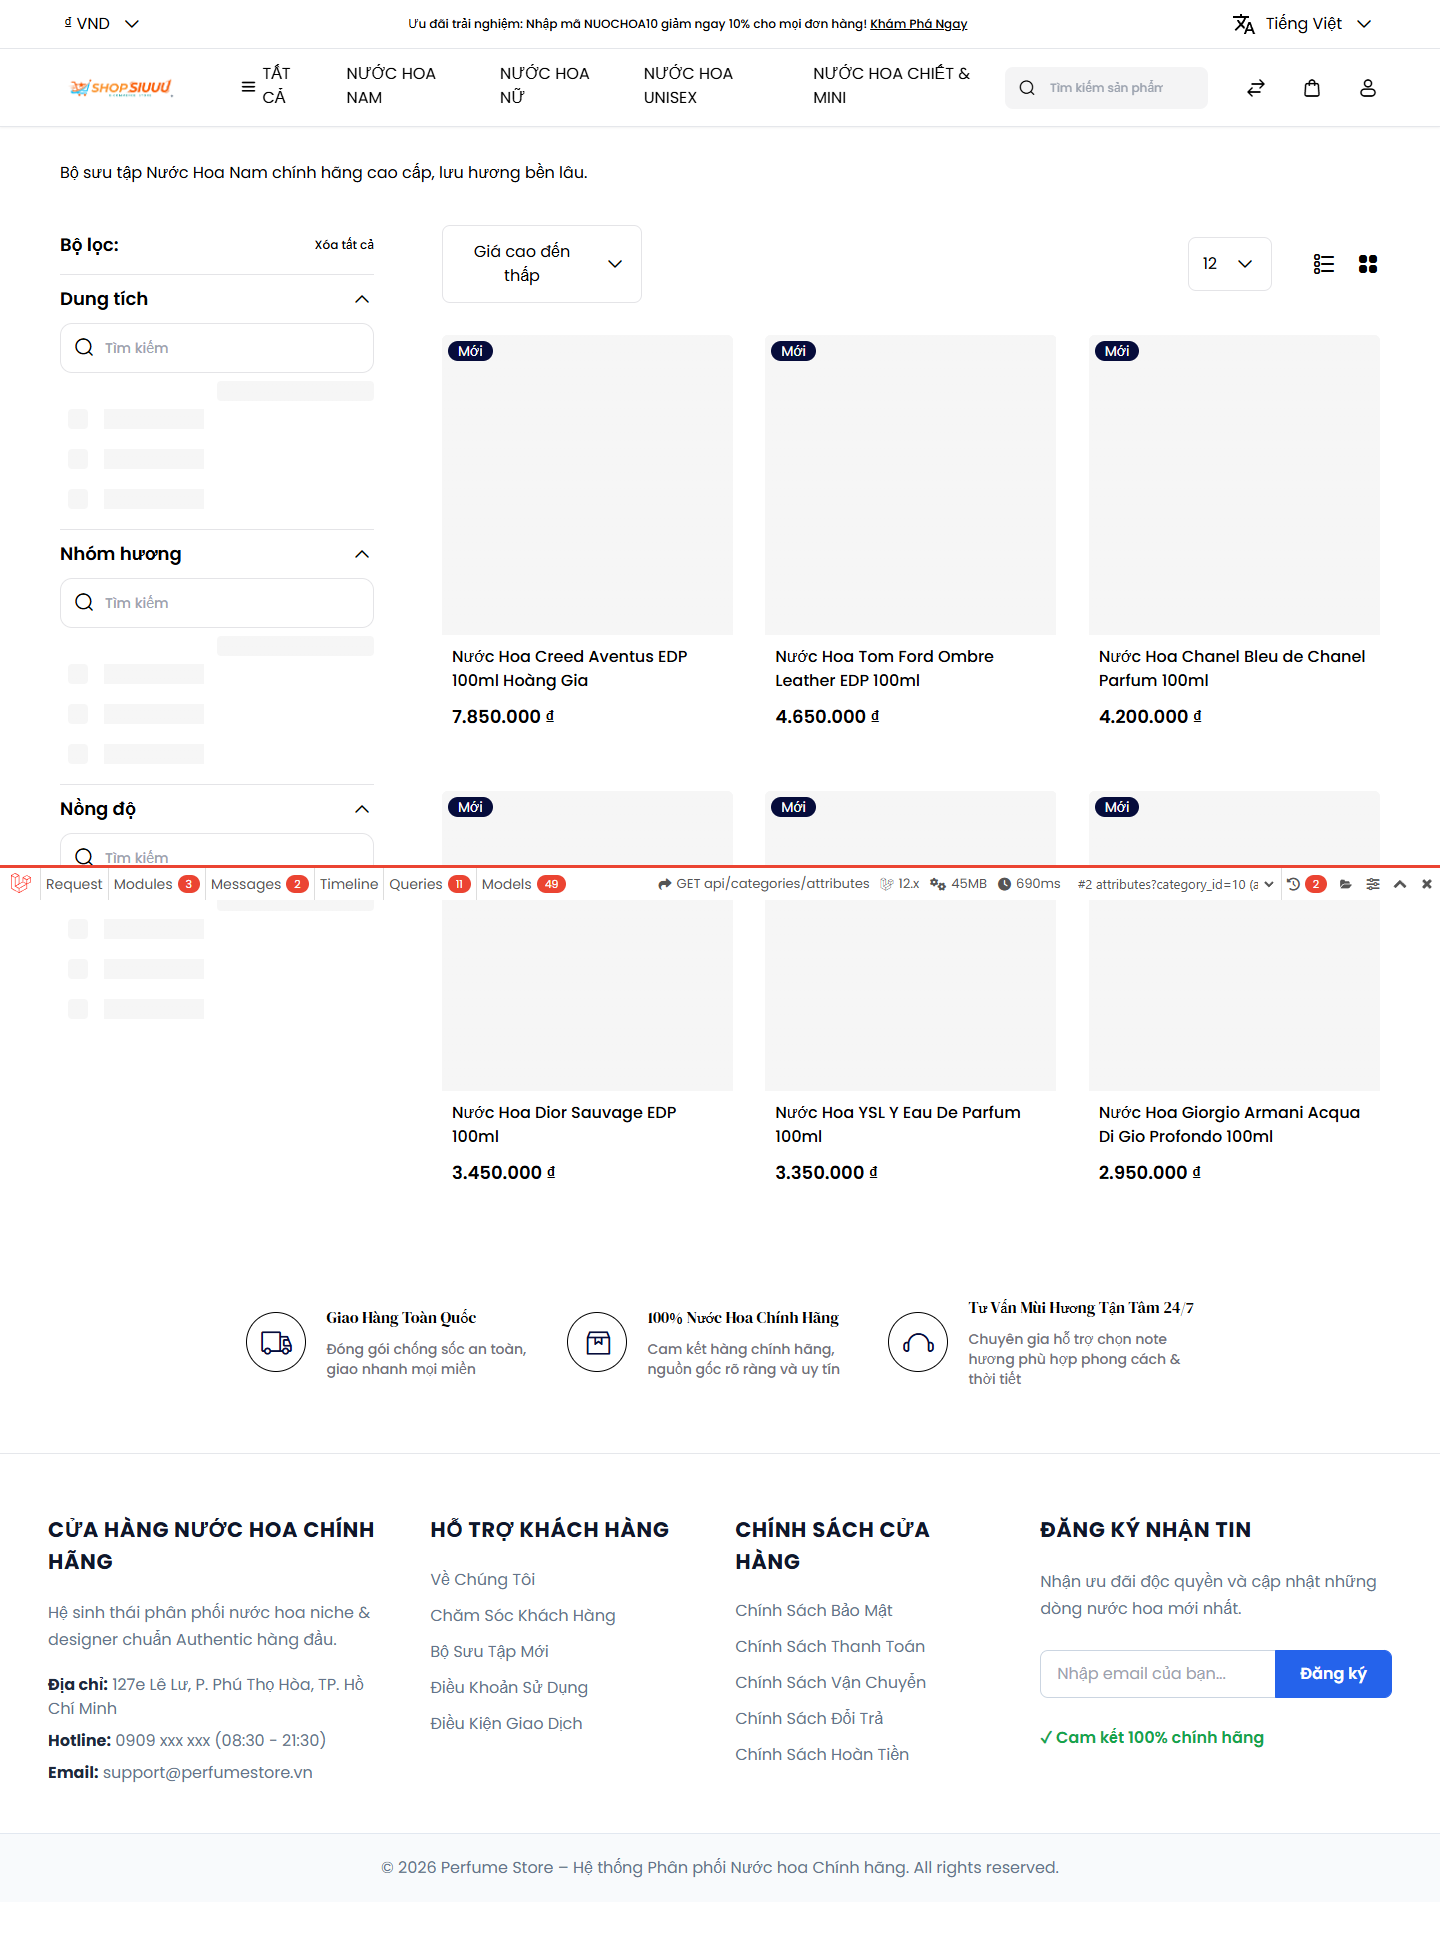 ₫ VND
Ưu đãi trải nghiệm: Nhập mã NUOCHOA10 giảm ngay 10% cho mọi đơn hàng! Khám Phá Ngay
Tiếng Việt
SHOP SIUUU
TẤT CẢ
NƯỚC HOA NAM
NƯỚC HOA NỮ
NƯỚC HOA UNISEX
NƯỚC HOA CHIẾT & MINI
Tìm kiếm sản phẩm
Bộ sưu tập Nước Hoa Nam chính hãng cao cấp, lưu hương bền lâu.
Bộ lọc:
Xóa tất cả
Giá cao đến thấp
12
Dung tích
Tìm kiếm
Nhóm hương
Tìm kiếm
Nồng độ
Tìm kiếm
Mới
Mới
Mới
Nước Hoa Creed Aventus EDP
100ml Hoàng Gia
7.850.000 ₫
Nước Hoa Tom Ford Ombre
Leather EDP 100ml
4.650.000 ₫
Nước Hoa Chanel Bleu de Chanel
Parfum 100ml
4.200.000 ₫
Mới
Mới
Mới
Request
Modules 3
Messages 2
Timeline
Queries 11
Models 49
GET api/categories/attributes
12.x
45MB
690ms
#2 attributes?category_id=10 (a
2
Nước Hoa Dior Sauvage EDP
100ml
3.450.000 ₫
Nước Hoa YSL Y Eau De Parfum
100ml
3.350.000 ₫
Nước Hoa Giorgio Armani Acqua
Di Gio Profondo 100ml
2.950.000 ₫
Giao Hàng Toàn Quốc
Đóng gói chống sốc an toàn,
giao nhanh mọi miền
100% Nước Hoa Chính Hãng
Cam kết hàng chính hãng,
nguồn gốc rõ ràng và uy tín
Tư Vấn Mùi Hương Tận Tâm 24/7
Chuyên gia hỗ trợ chọn note
hương phù hợp phong cách &
thời tiết
CỬA HÀNG NƯỚC HOA CHÍNH
HÃNG
Hệ sinh thái phân phối nước hoa niche &
designer chuẩn Authentic hàng đầu.
Địa chỉ: 127e Lê Lư, P. Phú Thọ Hòa, TP. Hồ
Chí Minh
Hotline: 0909 xxx xxx (08:30 - 21:30)
Email: support@perfumestore.vn
HỖ TRỢ KHÁCH HÀNG
Về Chúng Tôi
Chăm Sóc Khách Hàng
Bộ Sưu Tập Mới
Điều Khoản Sử Dụng
Điều Kiện Giao Dịch
CHÍNH SÁCH CỬA
HÀNG
Chính Sách Bảo Mật
Chính Sách Thanh Toán
Chính Sách Vận Chuyển
Chính Sách Đổi Trả
Chính Sách Hoàn Tiền
ĐĂNG KÝ NHẬN TIN
Nhận ưu đãi độc quyền và cập nhật những
dòng nước hoa mới nhất.
Nhập email của bạn...
Đăng ký
✓ Cam kết 100% chính hãng
© 2026 Perfume Store – Hệ thống Phân phối Nước hoa Chính hãng. All rights reserved.